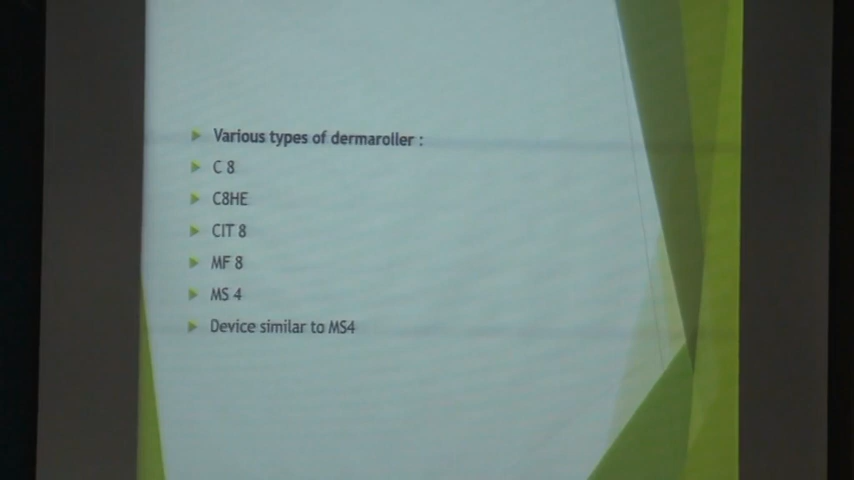 Various types of dermaroller :
C 8
C8HE
CIT 8
MF 8
MS 4
Device similar to MS4